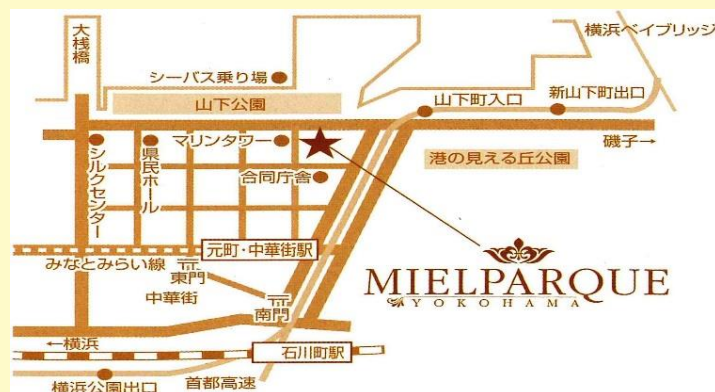 大桟橋
横浜ベイブリッジ
シーバス乗り場
山下公園
山下町入口
新山下町出口
シルクセンター
県民ホール
マリンタワー
合同庁舎
磯子→
港の見える丘公園
元町・中華街駅
みなとみらい線
東門
中華街
南門
MIELPARQUE
YOKOHAMA
←横浜
石川町駅
横浜公園出口
首都高速